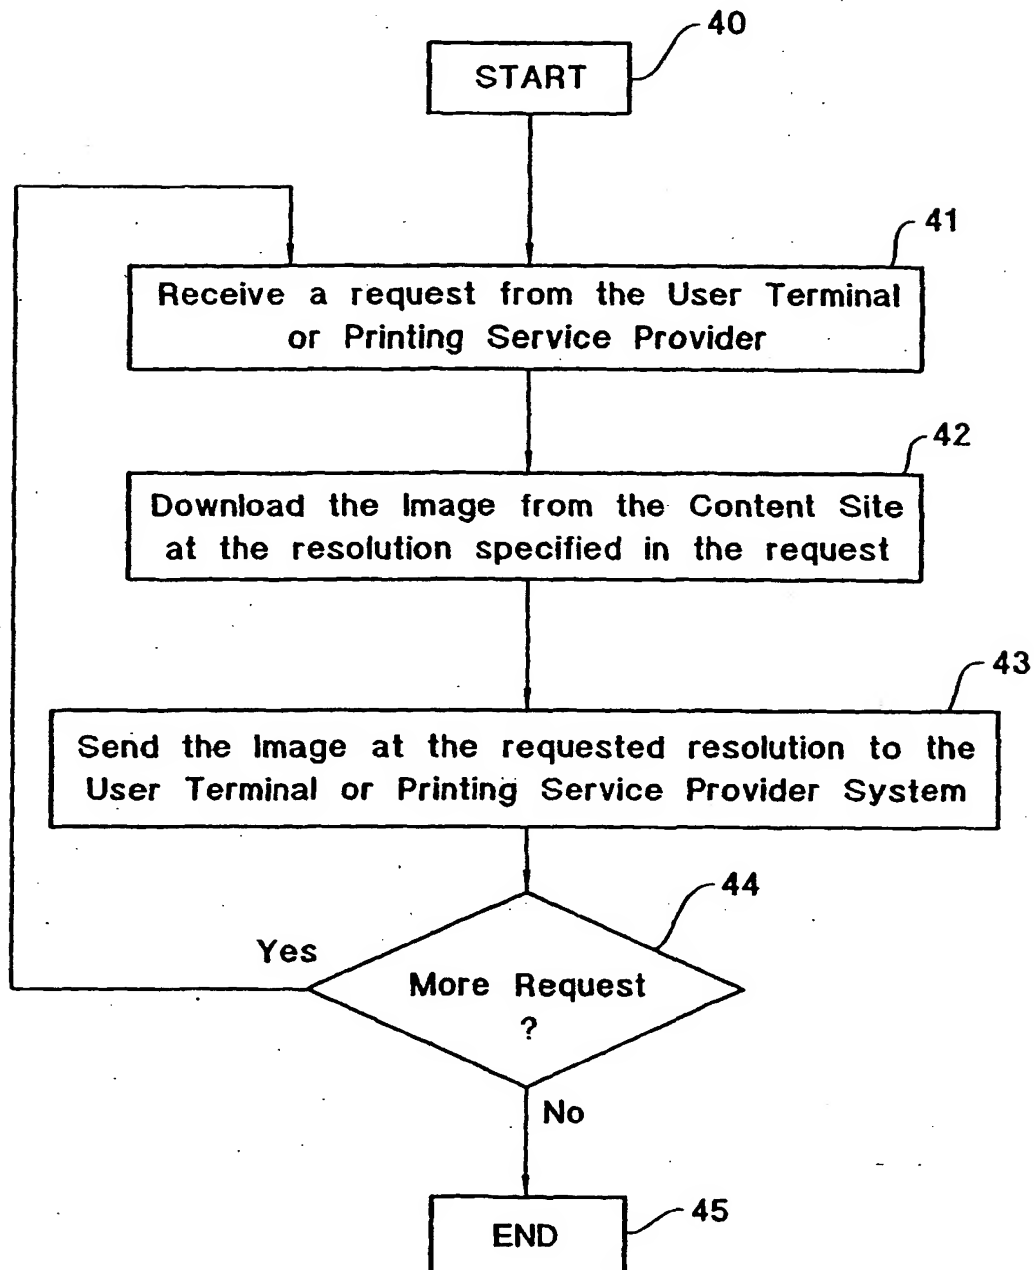 40
START
41
Receive a request from the User Terminal
or Printing Service Provider
42
Download the Image from the Content Site
at the resolution specified in the request
43
Send the Image at the requested resolution to the
User Terminal or Printing Service Provider System
44
Yes
More Request
?
No
45
END